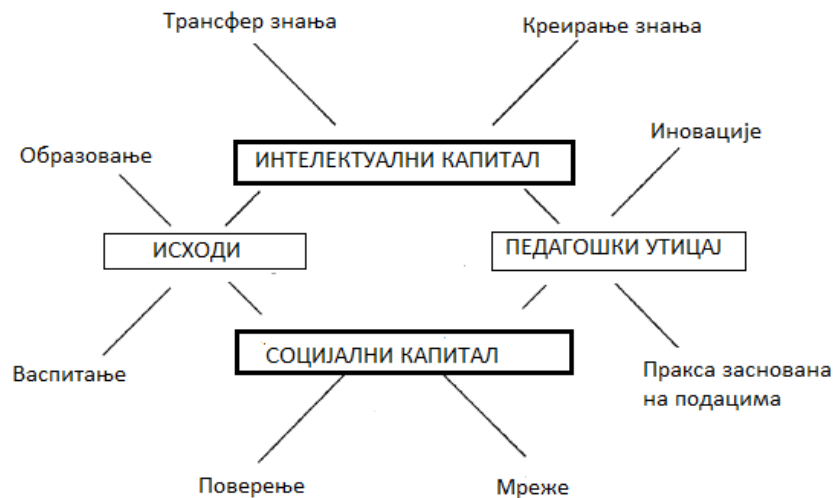 Трансфер знања
Креирање знања
Иновације
Образовање
ИНТЕЛЕКТУАЛНИ КАПИТАЛ
ИСХОДИ
ПЕДАГОШКИ УТИЦАЈ
СОЦИЈАЛНИ КАПИТАЛ
Васпитање
Пракса заснована
на подацима
Поверење
Мреже